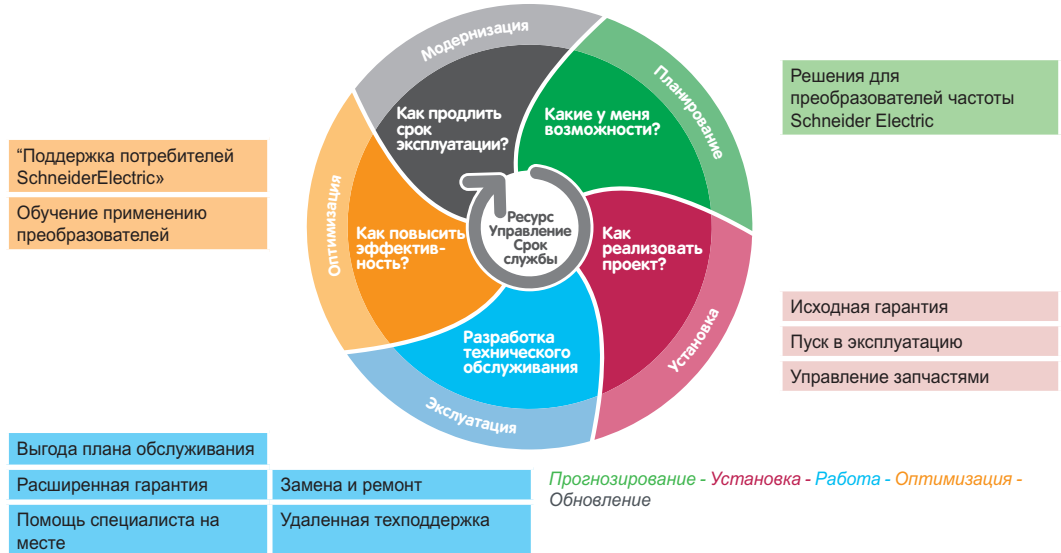 Модернизация
Планирование
Установка
Экслуатация
Оптимизация
Как продлить
срок
эксплуатации?
Какие у меня
возможности?
Как
реализовать
проект?
Разработка
технического
обслуживания
Как повысить
эффектив-
ность?
Ресурс
Управление
Срок
службы
Решения для
преобразователей частоты
Schneider Electric
“Поддержка потребителей
SchneiderElectric»
Обучение применению
преобразователей
Исходная гарантия
Пуск в эксплуатацию
Управление запчастями
Выгода плана обслуживания
Расширенная гарантия
Замена и ремонт
Помощь специалиста на
месте
Удаленная техподдержка
Прогнозирование - Установка - Работа - Оптимизация -
Обновление